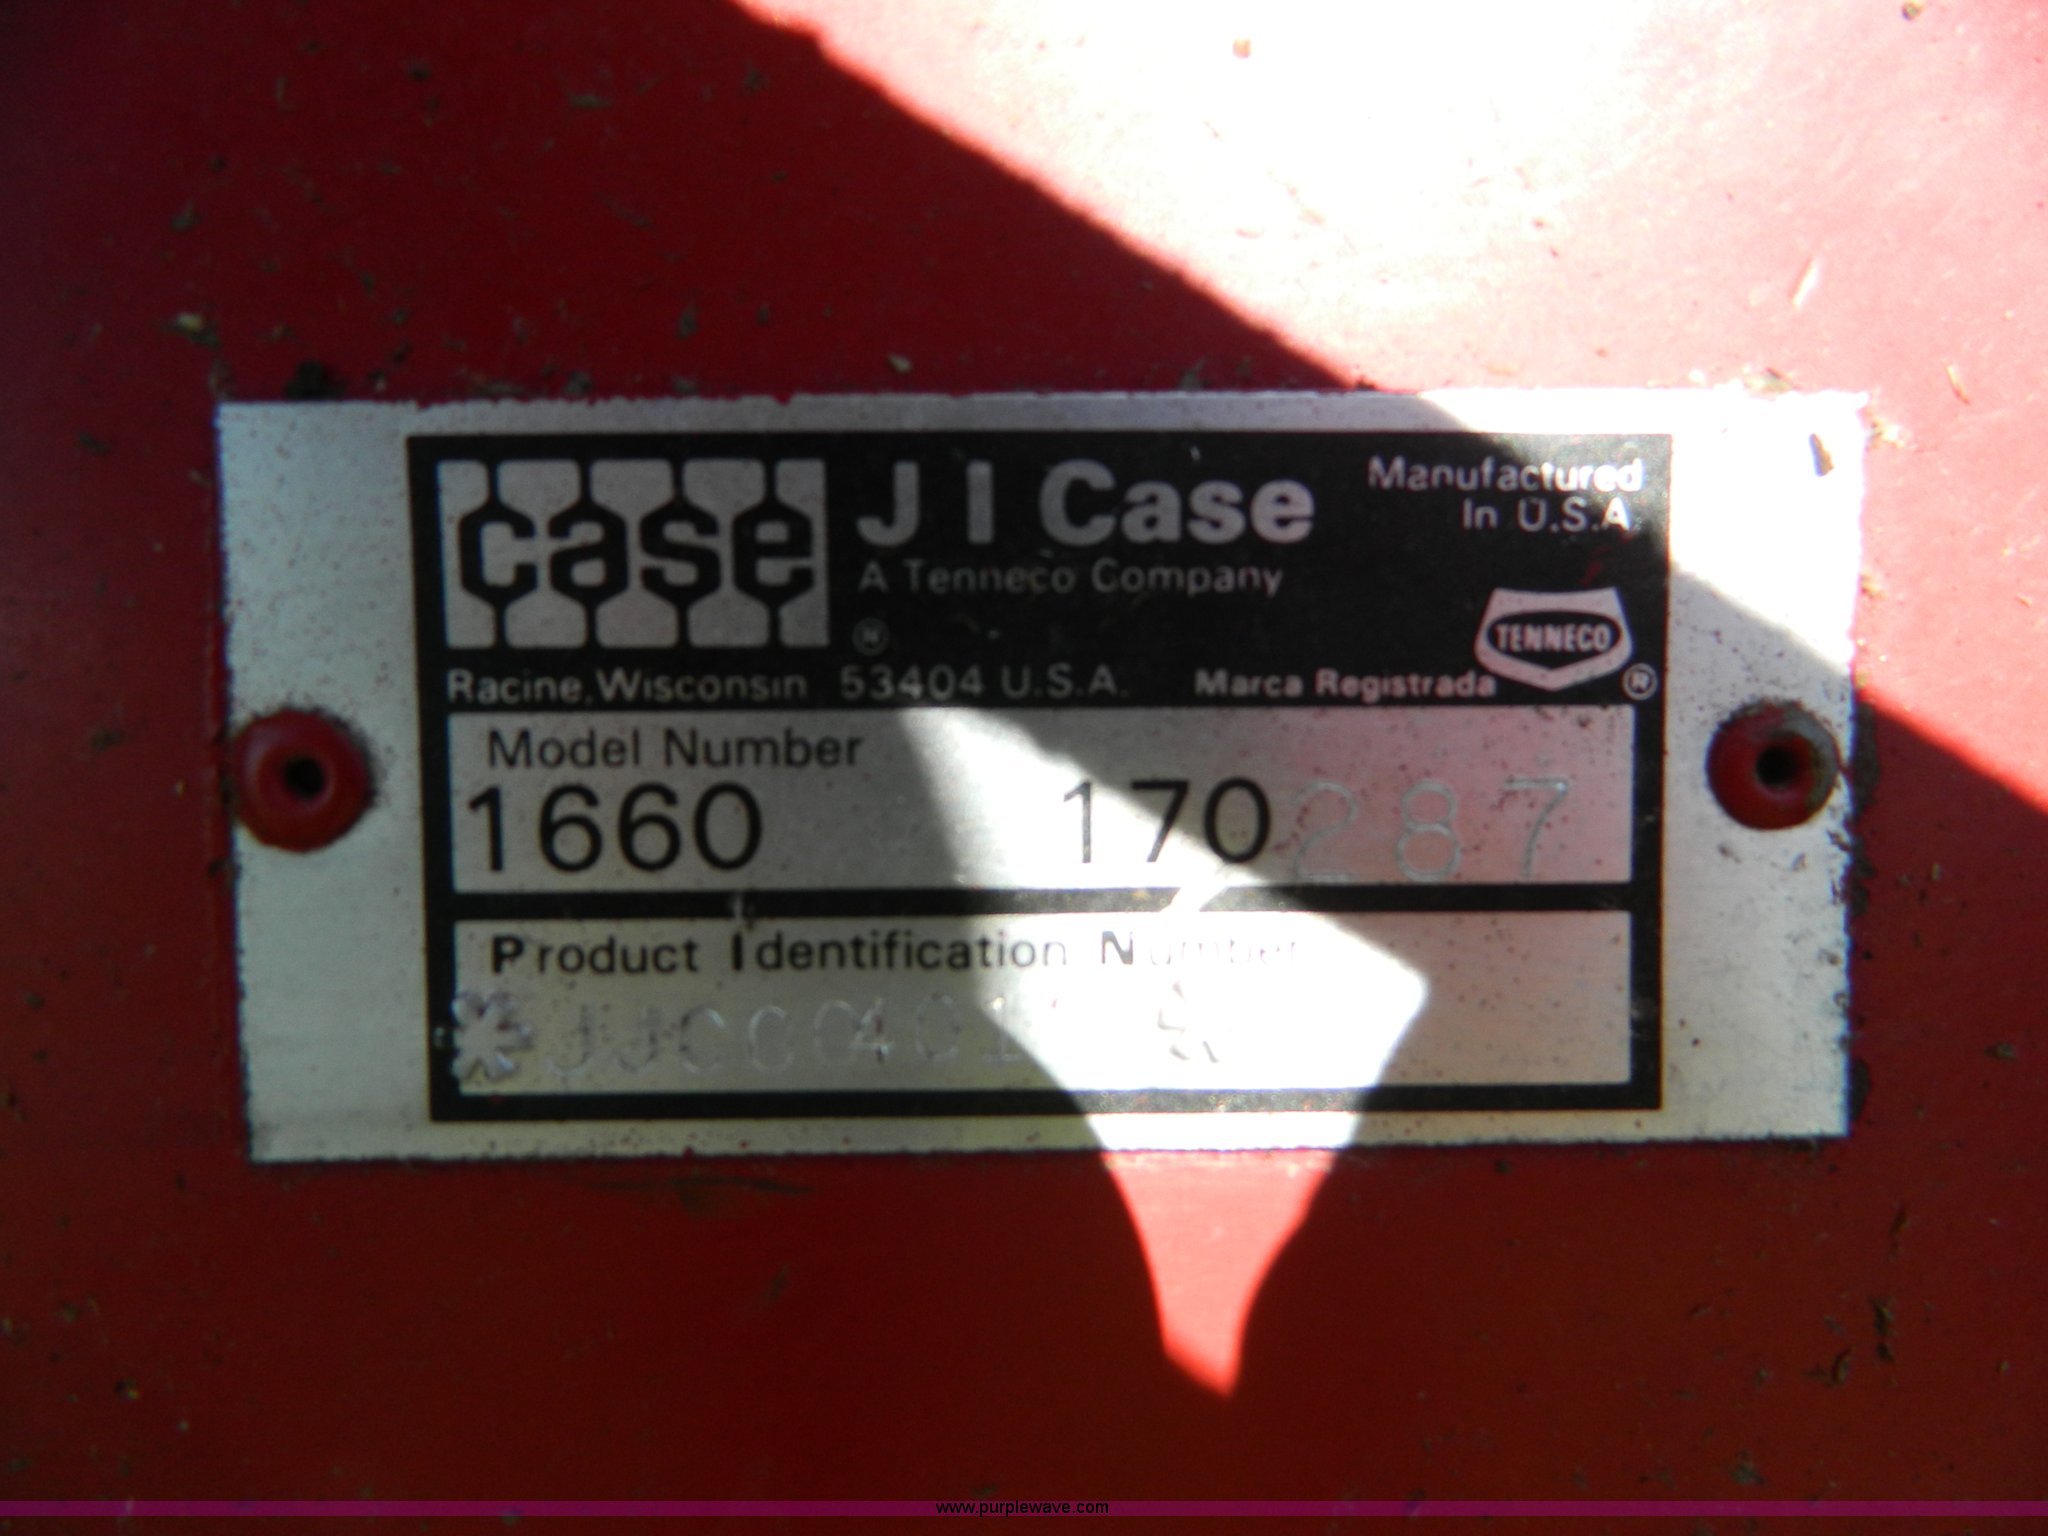 case J I Case Manufactured
In U.S.A.
A Tenneco Company
®
TENNECO
Racine, Wisconsin 53404 U.S.A. Marca Registrada ®
Model Number
1660 170287
Product Identification Number
www.purplewave.com